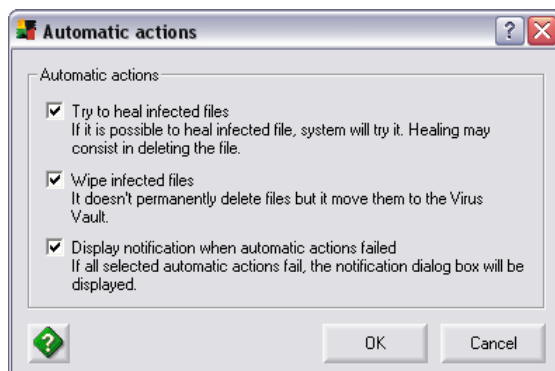 Automatic actions
Automatic actions
Try to heal infected files
If it is possible to heal infected file, system will try it. Healing may
consist in deleting the file.
Wipe infected files
It doesn't permanently delete files but it move them to the Virus
Vault.
Display notification when automatic actions failed
If all selected automatic actions fail, the notification dialog box will be
displayed.
OK
Cancel